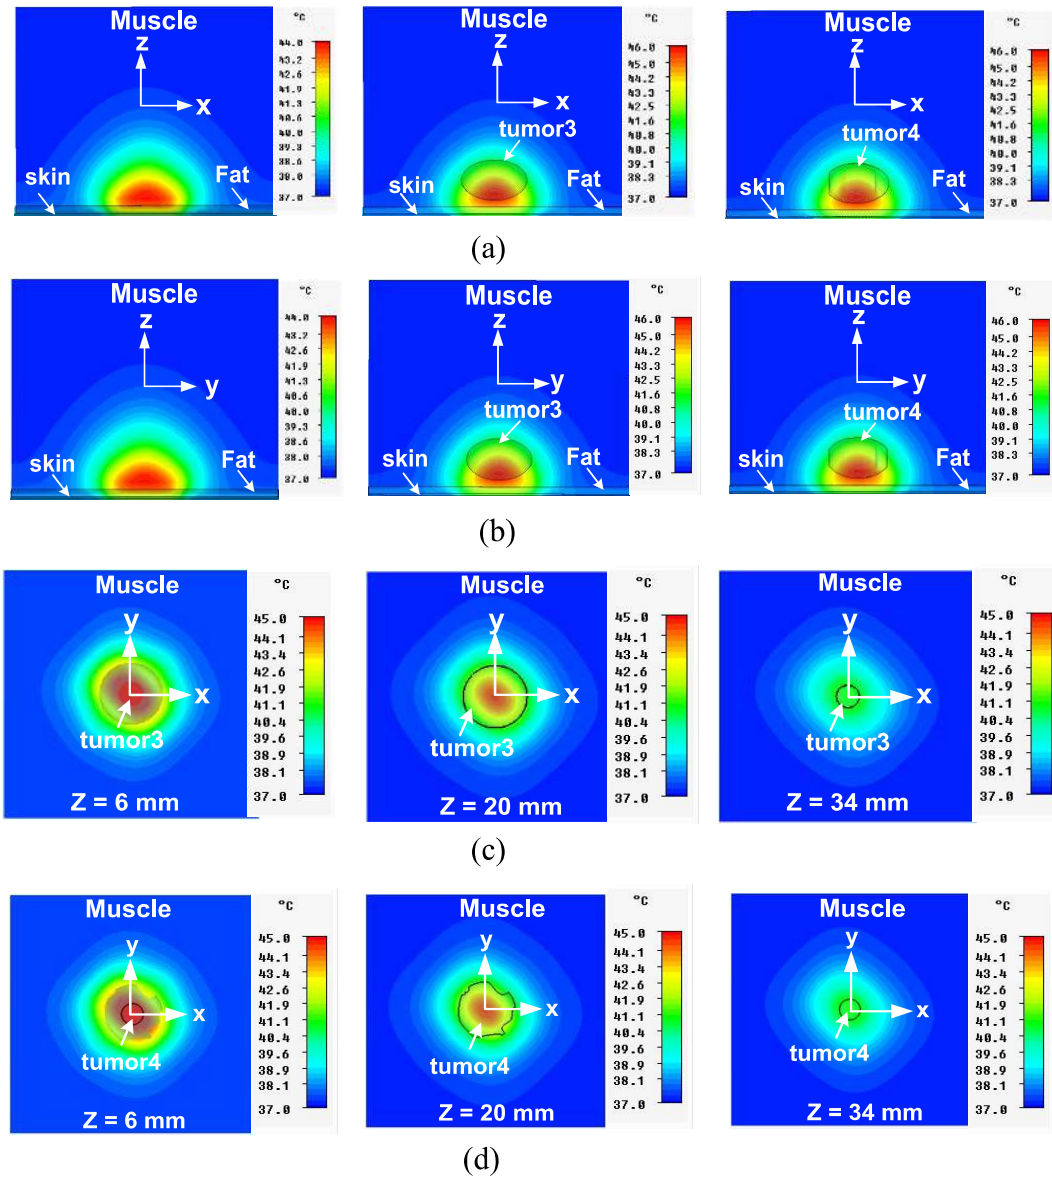 °C
Muscle
z
x
skin
Fat
44.0
43.2
42.6
41.9
41.3
40.6
40.0
39.3
38.6
38.0
37.0
°C
Muscle
z
x
tumor3
Fat
46.0
45.0
44.2
43.3
42.5
41.6
40.8
40.0
39.1
38.3
37.0
°C
Muscle
z
x
tumor4
skin
Fat
46.0
45.0
44.2
43.3
42.5
41.6
40.8
40.0
39.1
38.3
37.0
(a)
°C
Muscle
z
y
skin
Fat
44.0
43.2
42.6
41.9
41.3
40.6
40.0
39.3
38.6
38.0
37.0
°C
Muscle
z
y
tumor3
skin
Fat
46.0
45.0
44.2
43.3
42.5
41.6
40.8
40.0
39.1
38.3
37.0
°C
Muscle
z
y
tumor4
skin
Fat
46.0
45.0
44.2
43.3
42.5
41.6
40.8
40.0
39.1
38.3
37.0
(b)
Muscle
°C
y
x
tumor3
Z = 6 mm
45.0
44.1
43.4
42.6
41.9
41.1
40.4
39.6
38.9
38.1
37.0
Muscle
°C
y
x
tumor3
Z = 20 mm
45.0
44.1
43.4
42.6
41.9
41.1
40.4
39.6
38.9
38.1
37.0
Muscle
°C
y
x
tumor3
Z = 34 mm
45.0
44.1
43.4
42.6
41.9
41.1
40.4
39.6
38.9
38.1
37.0
(c)
Muscle
°C
y
x
tumor4
Z = 6 mm
45.0
44.1
43.4
42.6
41.9
41.1
40.4
39.6
38.9
38.1
37.0
Muscle
°C
y
x
tumor4
Z = 20 mm
45.0
44.1
43.4
42.6
41.9
41.1
40.4
39.6
38.9
38.1
37.0
Muscle
°C
y
x
tumor4
Z = 34 mm
45.0
44.1
43.4
42.6
41.9
41.1
40.4
39.6
38.9
38.1
37.0
(d)